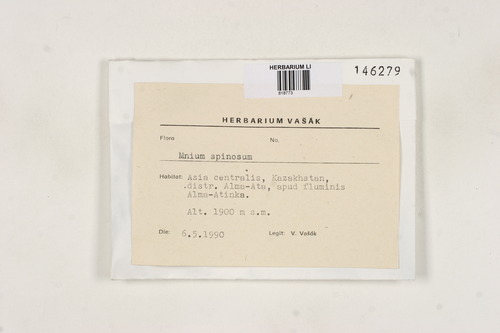 HERBARIUM LI
146279
HERBARIUM VAŠÁK
Flora No.
Mnium spinosum
Habitat: Asia centralis, Kazakhstan,
distr. Alma-Ata, apud fluminis
Alma-Atinka.
Alt. 1900 m s.m.
Die: 6.5.1990 Legit: V. Vašák